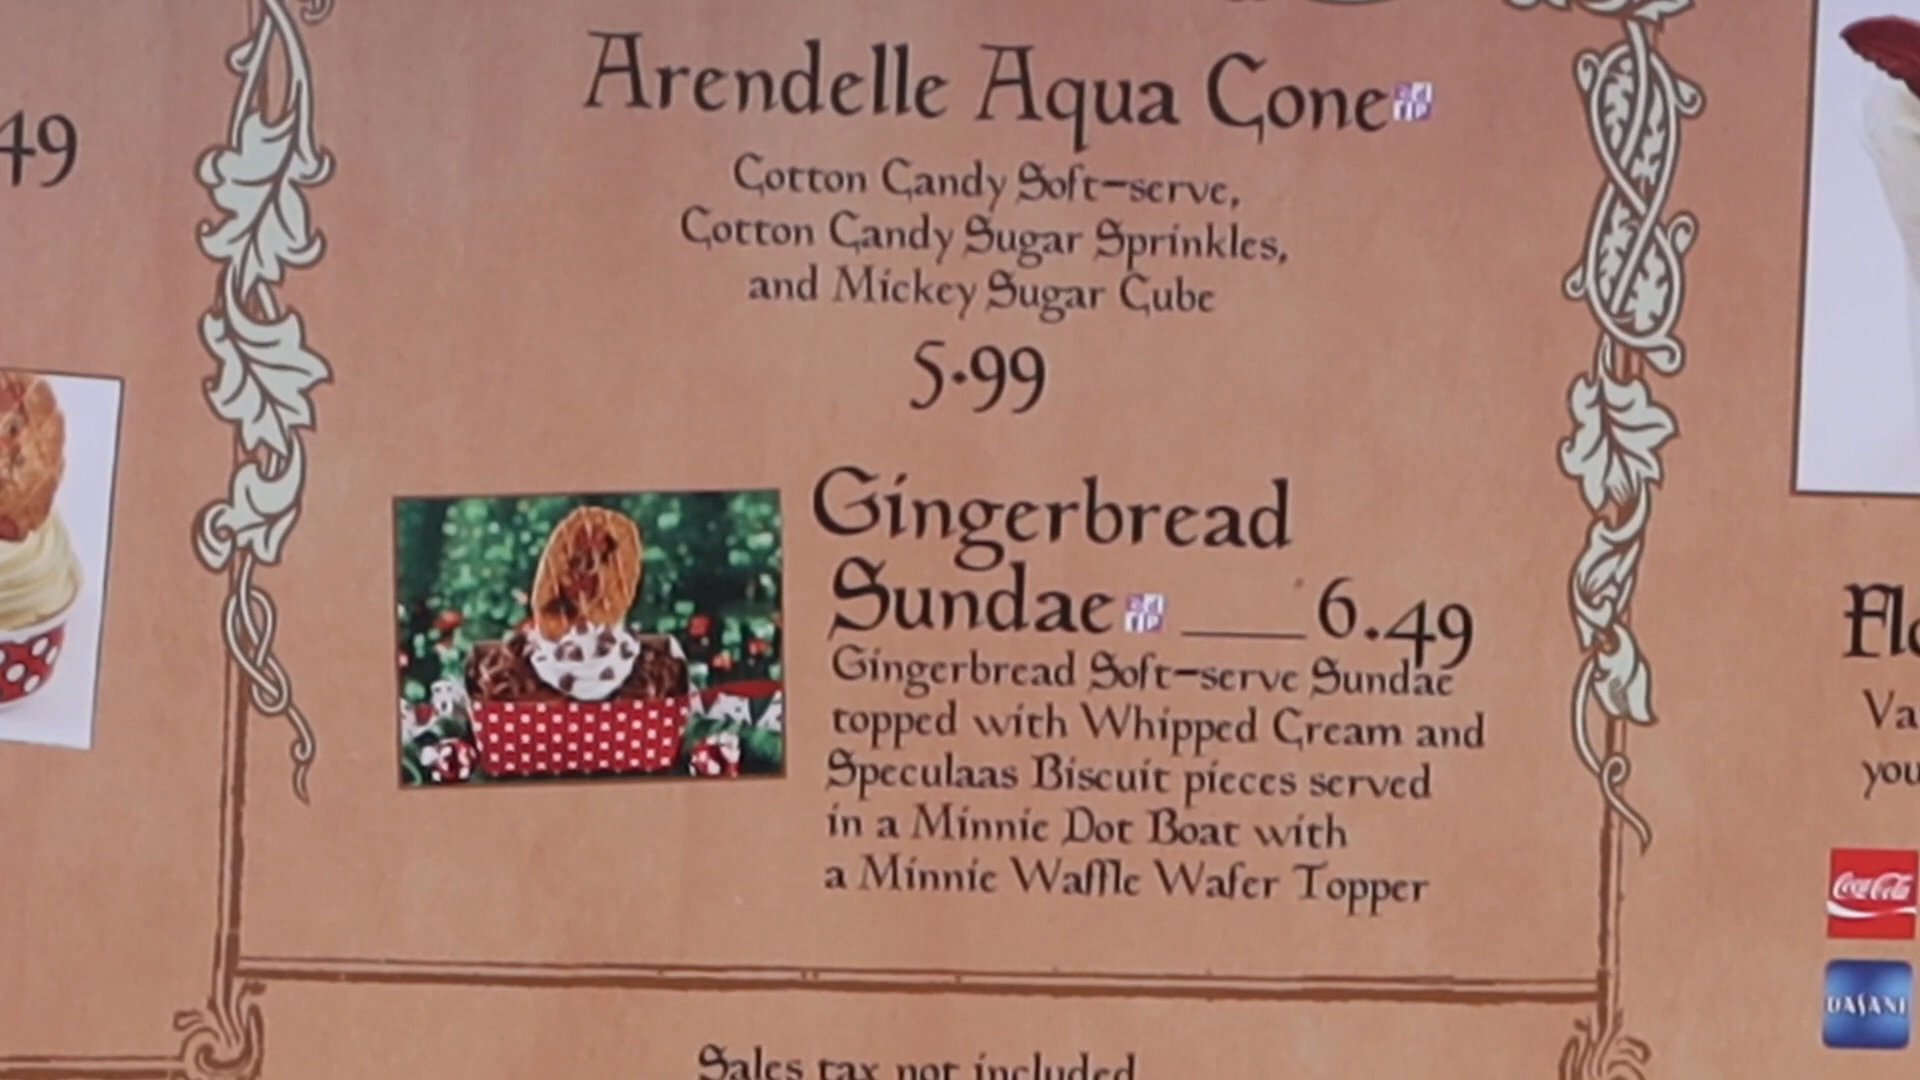 49
Arendelle Aqua Cone
Cotton Candy Soft-serve,
Cotton Candy Sugar Sprinkles,
and Mickey Sugar Cube
5.99
Gingerbread
Sundae ___ 6.49
Gingerbread Soft-serve Sundae
topped with Whipped Cream and
Speculaas Biscuit pieces served
in a Minnie Dot Boat with
a Minnie Waffle Wafer Topper
Sales tax not included
Flo
Va
you
Coca-Cola
DASANI